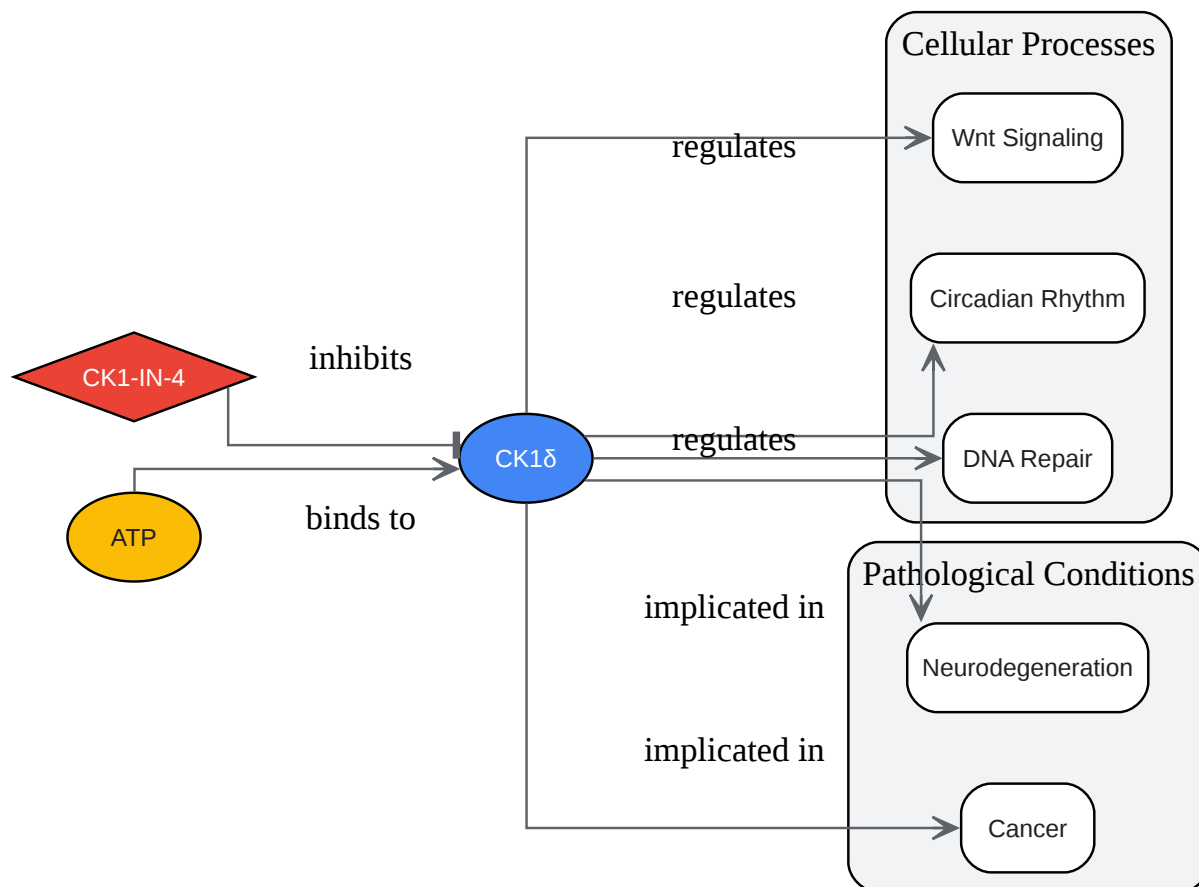 Cellular Processes
Wnt Signaling
regulates
Circadian Rhythm
regulates
CK1-IN-4
inhibits
CK1δ
regulates
DNA Repair
ATP
binds to
Pathological Conditions
implicated in
Neurodegeneration
implicated in
Cancer